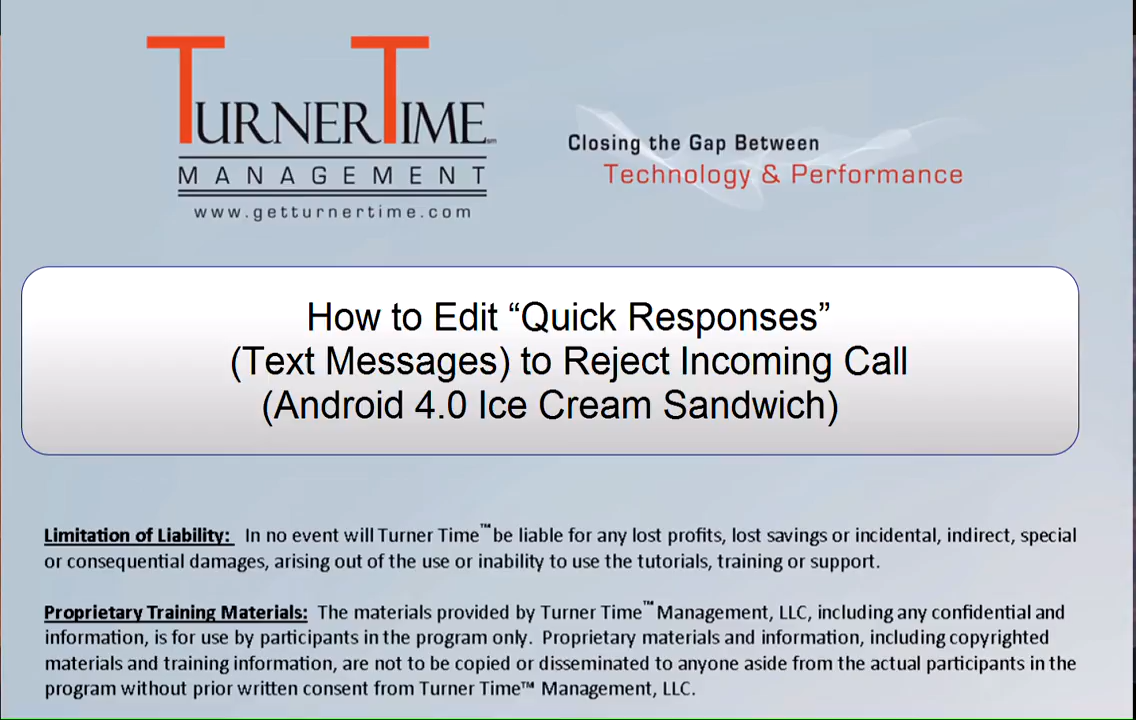 TURNERTIME
MANAGEMENT
www.getturnertime.com
Closing the Gap Between
Technology & Performance
How to Edit “Quick Responses”
(Text Messages) to Reject Incoming Call
(Android 4.0 Ice Cream Sandwich)
Limitation of Liability: In no event will Turner Time™ be liable for any lost profits, lost savings or incidental, indirect, special
or consequential damages, arising out of the use or inability to use the tutorials, training or support.
Proprietary Training Materials: The materials provided by Turner Time™ Management, LLC, including any confidential and
information, is for use by participants in the program only. Proprietary materials and information, including copyrighted
materials and training information, are not to be copied or disseminated to anyone aside from the actual participants in the
program without prior written consent from Turner Time™ Management, LLC.